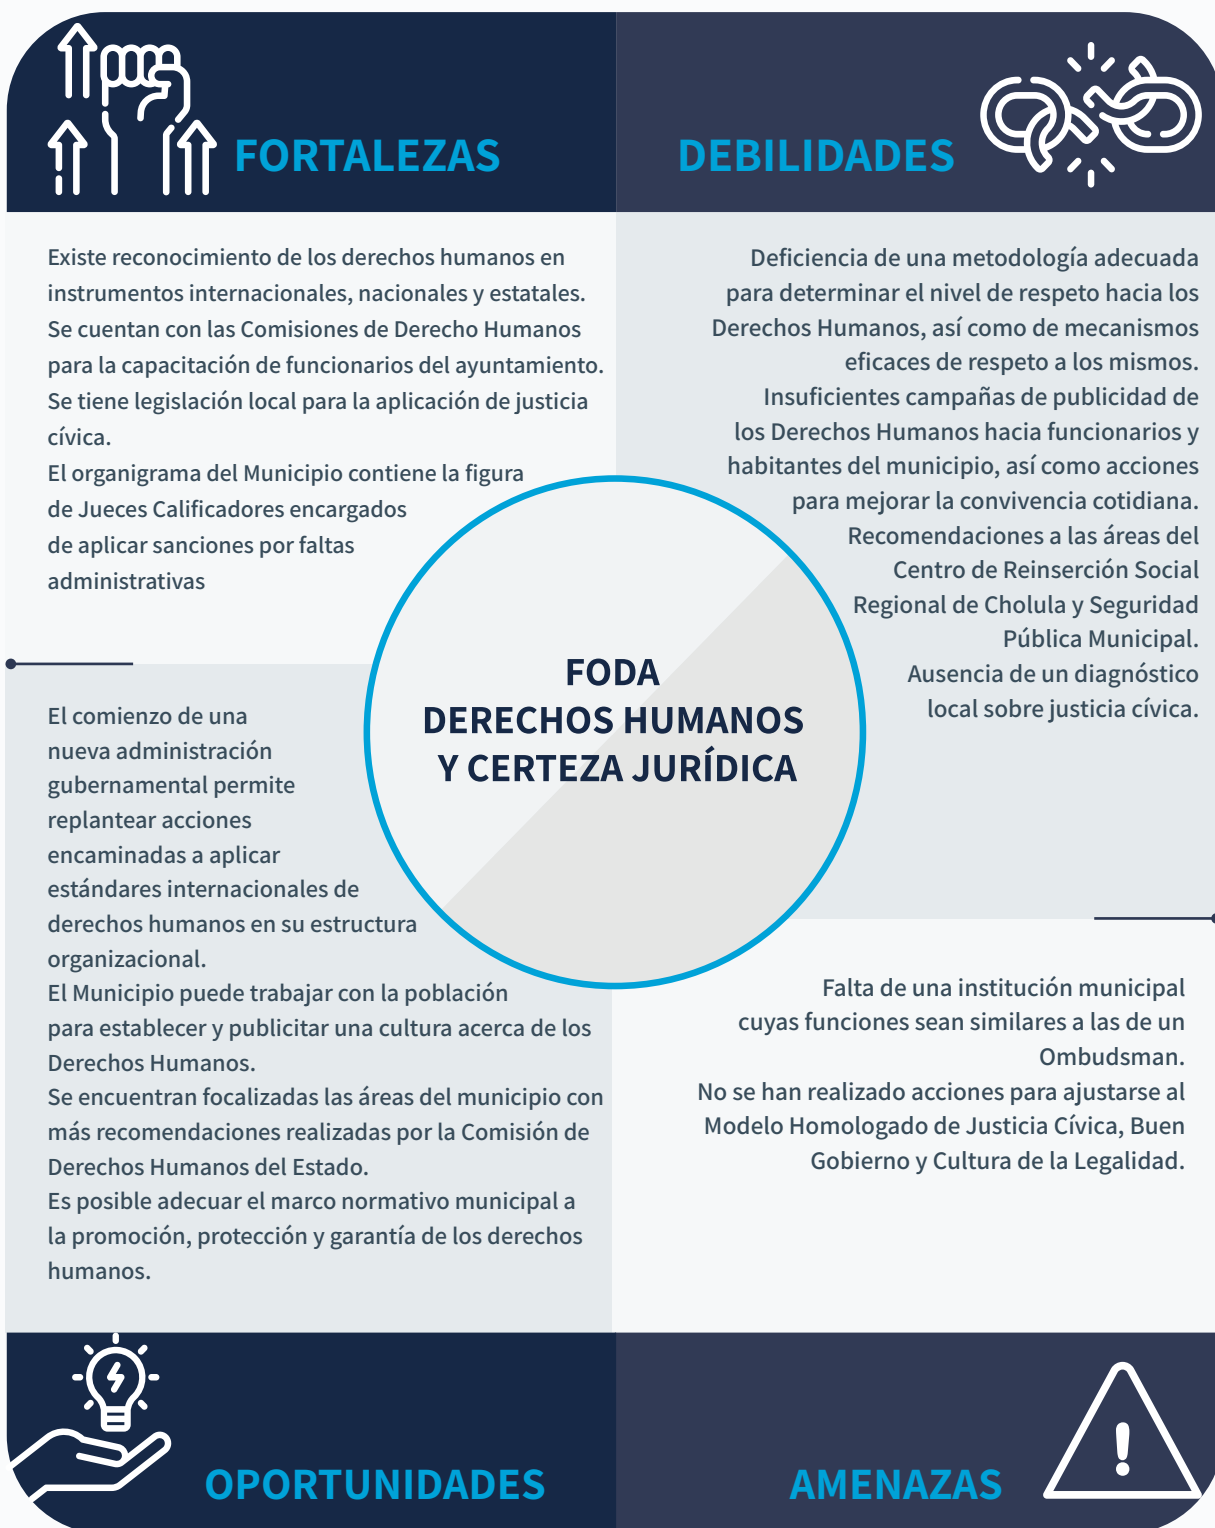 FORTALEZAS
Existe reconocimiento de los derechos humanos en
instrumentos internacionales, nacionales y estatales.
Se cuentan con las Comisiones de Derecho Humanos
para la capacitación de funcionarios del ayuntamiento.
Se tiene legislación local para la aplicación de justicia
cívica.
El organigrama del Municipio contiene la figura
de Jueces Calificadores encargados
de aplicar sanciones por faltas
administrativas
DEBILIDADES
Deficiencia de una metodología adecuada
para determinar el nivel de respeto hacia los
Derechos Humanos, así como de mecanismos
eficaces de respeto a los mismos.
Insuficientes campañas de publicidad de
los Derechos Humanos hacia funcionarios y
habitantes del municipio, así como acciones
para mejorar la convivencia cotidiana.
Recomendaciones a las áreas del
Centro de Reinserción Social
Regional de Cholula y Seguridad
Pública Municipal.
Ausencia de un diagnóstico
local sobre justicia cívica.
FODA
DERECHOS HUMANOS
Y CERTEZA JURÍDICA
El comienzo de una
nueva administración
gubernamental permite
replantear acciones
encaminadas a aplicar
estándares internacionales de
derechos humanos en su estructura
organizacional.
El Municipio puede trabajar con la población
para establecer y publicitar una cultura acerca de los
Derechos Humanos.
Se encuentran focalizadas las áreas del municipio con
más recomendaciones realizadas por la Comisión de
Derechos Humanos del Estado.
Es posible adecuar el marco normativo municipal a
la promoción, protección y garantía de los derechos
humanos.
OPORTUNIDADES
Falta de una institución municipal
cuyas funciones sean similares a las de un
Ombudsman.
No se han realizado acciones para ajustarse al
Modelo Homologado de Justicia Cívica, Buen
Gobierno y Cultura de la Legalidad.
AMENAZAS